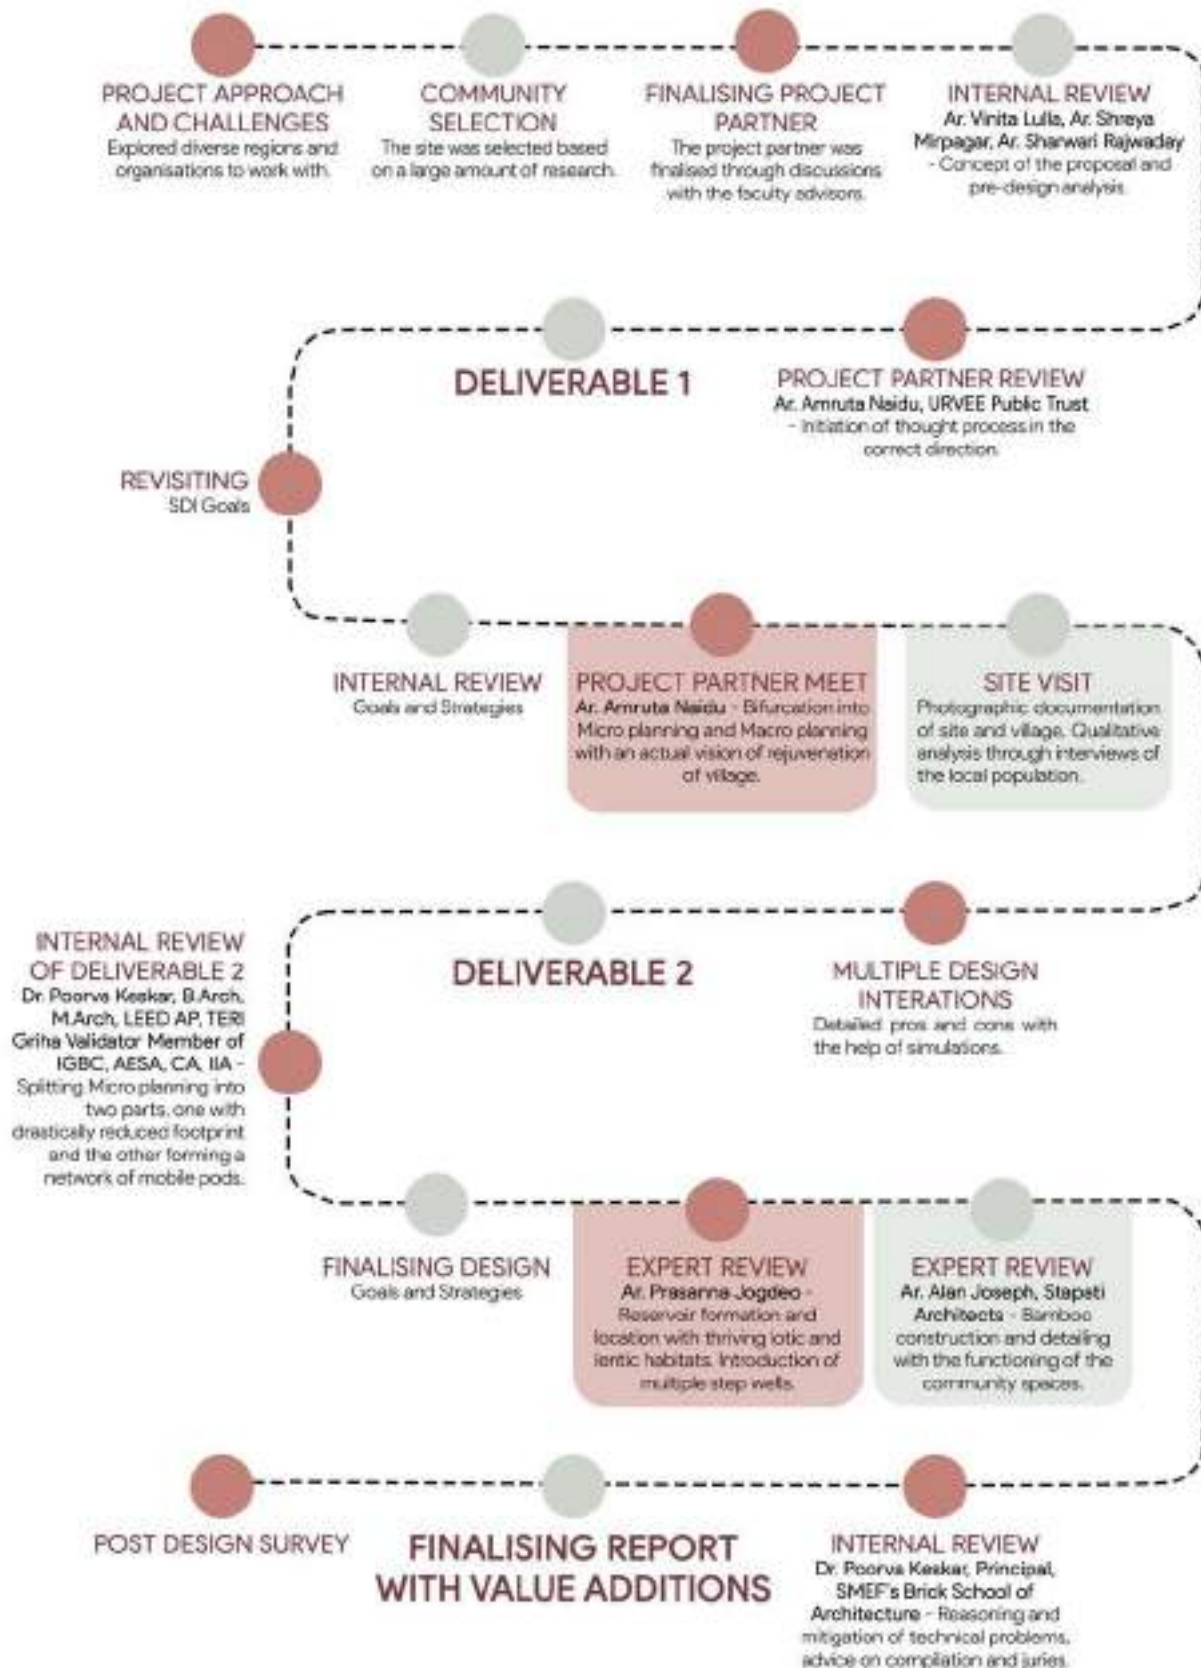 PROJECT APPROACH
AND CHALLENGES
Explored diverse regions and
organisations to work with.
COMMUNITY
SELECTION
The site was selected based
on a large amount of research.
FINALISING PROJECT
PARTNER
The project partner was
finalised through discussions
with the faculty advisors.
INTERNAL REVIEW
Ar. Vinita Lulla, Ar. Shreya
Mirpagar, Ar. Sharwari Rajwaday
- Concept of the proposal and
pre-design analysis.
PROJECT PARTNER REVIEW
Ar. Amruta Naidu, URVEE Public Trust
- Initiation of thought process in the
correct direction.
DELIVERABLE 1
REVISITING
SDI Goals
INTERNAL REVIEW
Goals and Strategies
PROJECT PARTNER MEET
Ar. Amruta Naidu - Bifurcation into
Micro planning and Macro planning
with an actual vision of rejuvenation
of village.
SITE VISIT
Photographic documentation
of site and village. Qualitative
analysis through interviews of
the local population.
MULTIPLE DESIGN
INTERATIONS
Detailed pros and cons with
the help of simulations.
DELIVERABLE 2
INTERNAL REVIEW
OF DELIVERABLE 2
Dr. Poorva Keskar, B.Arch,
M.Arch, LEED AP, TERI
Griha Validator Member of
IGBC, AESA, CA, IIA -
Splitting Micro planning into
two parts, one with
drastically reduced footprint
and the other forming a
network of mobile pods.
FINALISING DESIGN
Goals and Strategies
EXPERT REVIEW
Ar. Prasanna Jogdeo -
Reservoir formation and
location with thriving lotic and
lentic habitats. Introduction of
multiple step wells.
EXPERT REVIEW
Ar. Alan Joseph, Stapati
Architects - Bamboo
construction and detailing
with the functioning of the
community spaces.
INTERNAL REVIEW
Dr. Poorva Keskar, Principal,
SMEF's Brick School of
Architecture - Reasoning and
mitigation of technical problems,
advice on compilation and juries.
FINALISING REPORT
WITH VALUE ADDITIONS
POST DESIGN SURVEY